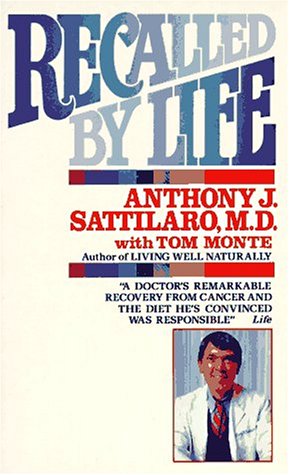 RECALLED
BY LIFE
ANTHONY J.
SATTILARO, M.D.
with TOM MONTE
Author of LIVING WELL NATURALLY
"A DOCTOR'S REMARKABLE
RECOVERY FROM CANCER AND
THE DIET HE'S CONVINCED
WAS RESPONSIBLE" Life